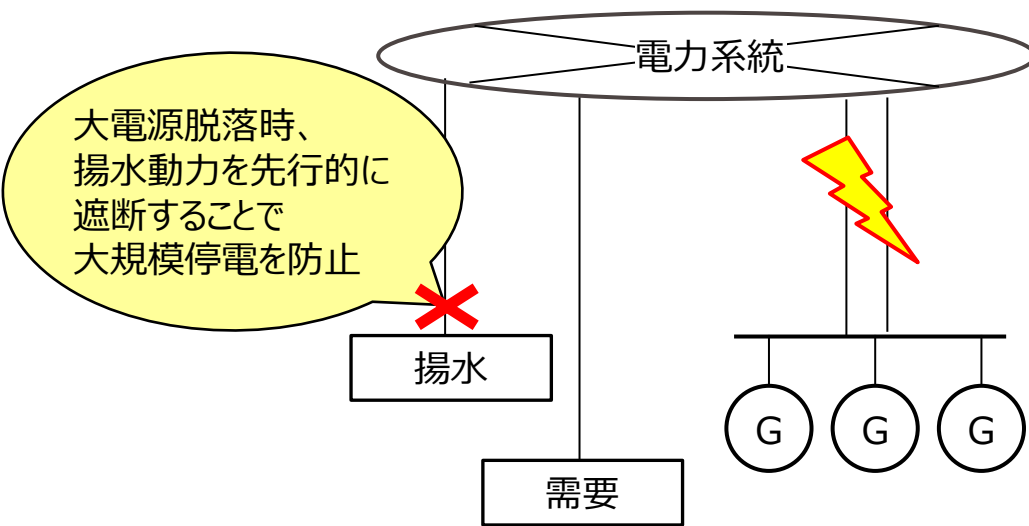 電力系統
大電源脱落時、
揚水動力を先行的に
遮断することで
大規模停電を防止
揚水
G
G
G
需要